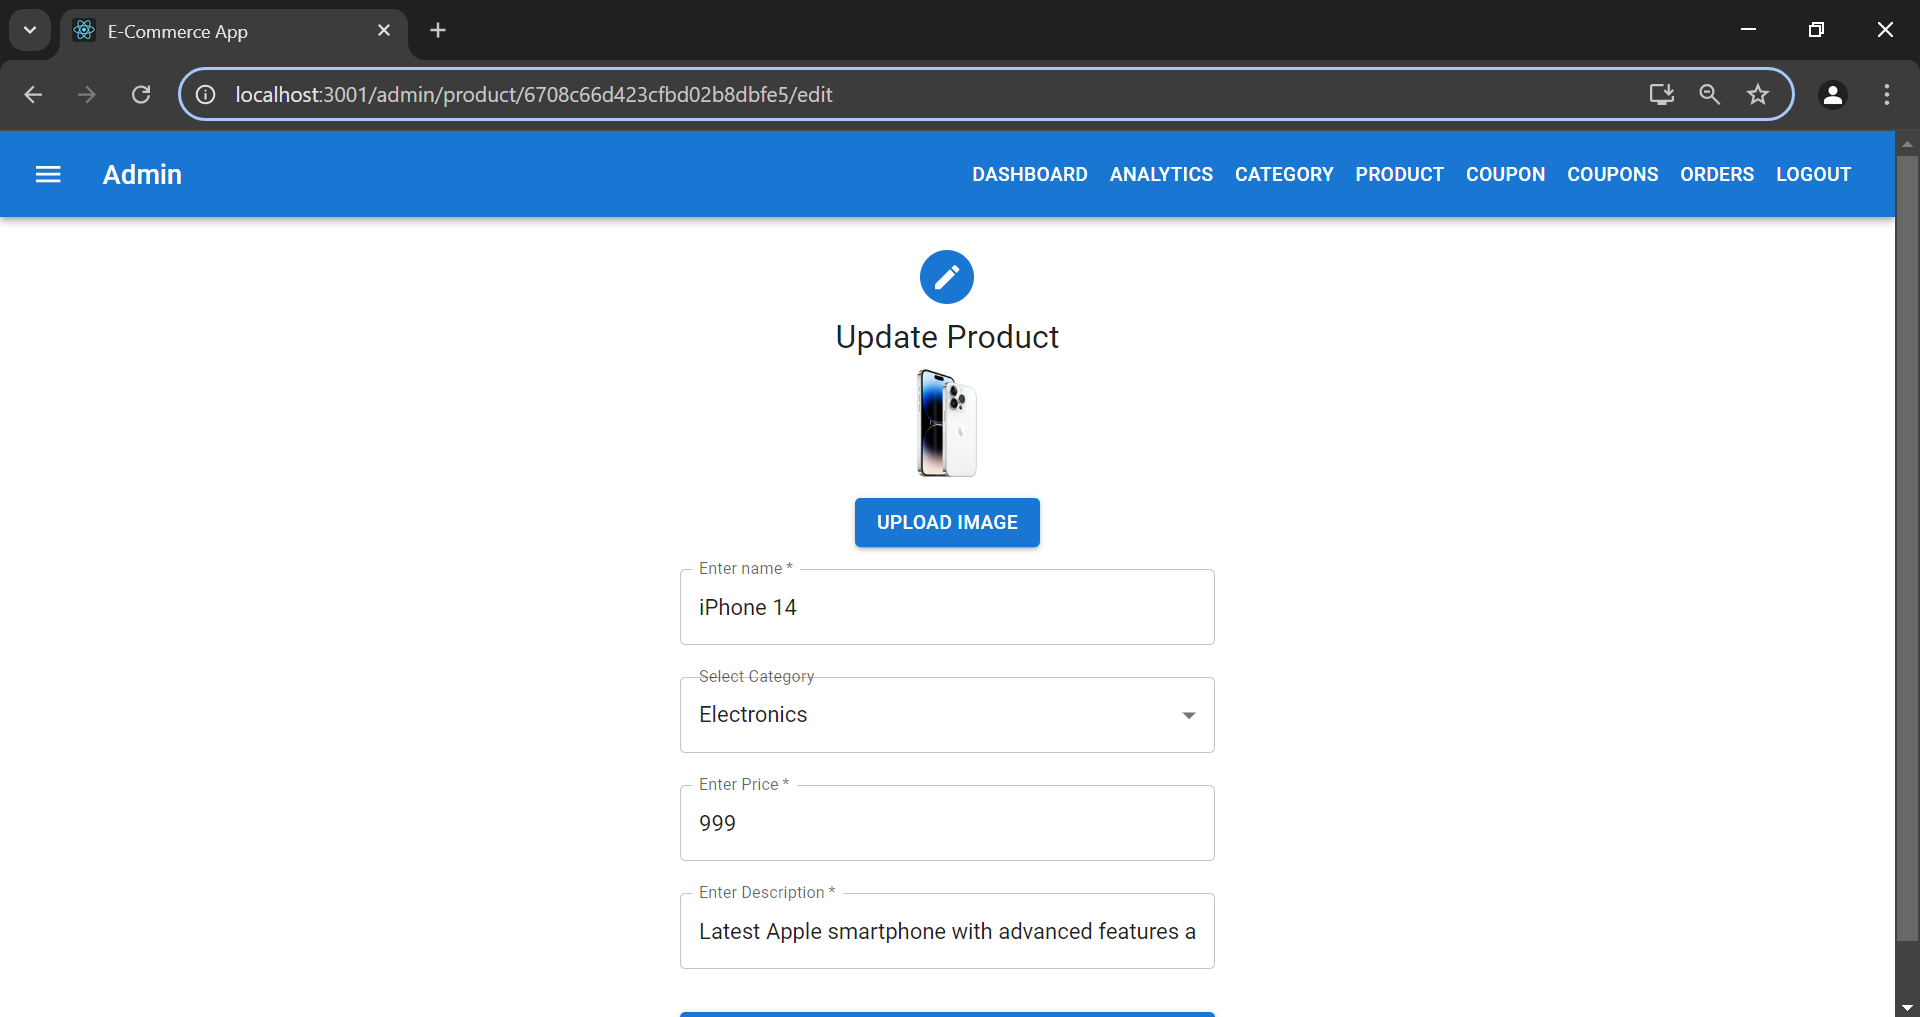 E-Commerce App
localhost:3001/admin/product/6708c66d423cfbd02b8dbfe5/edit
Admin
DASHBOARD ANALYTICS CATEGORY PRODUCT COUPON COUPONS ORDERS LOGOUT
Update Product
UPLOAD IMAGE
Enter name *
iPhone 14
Select Category
Electronics
Enter Price *
999
Enter Description *
Latest Apple smartphone with advanced features a